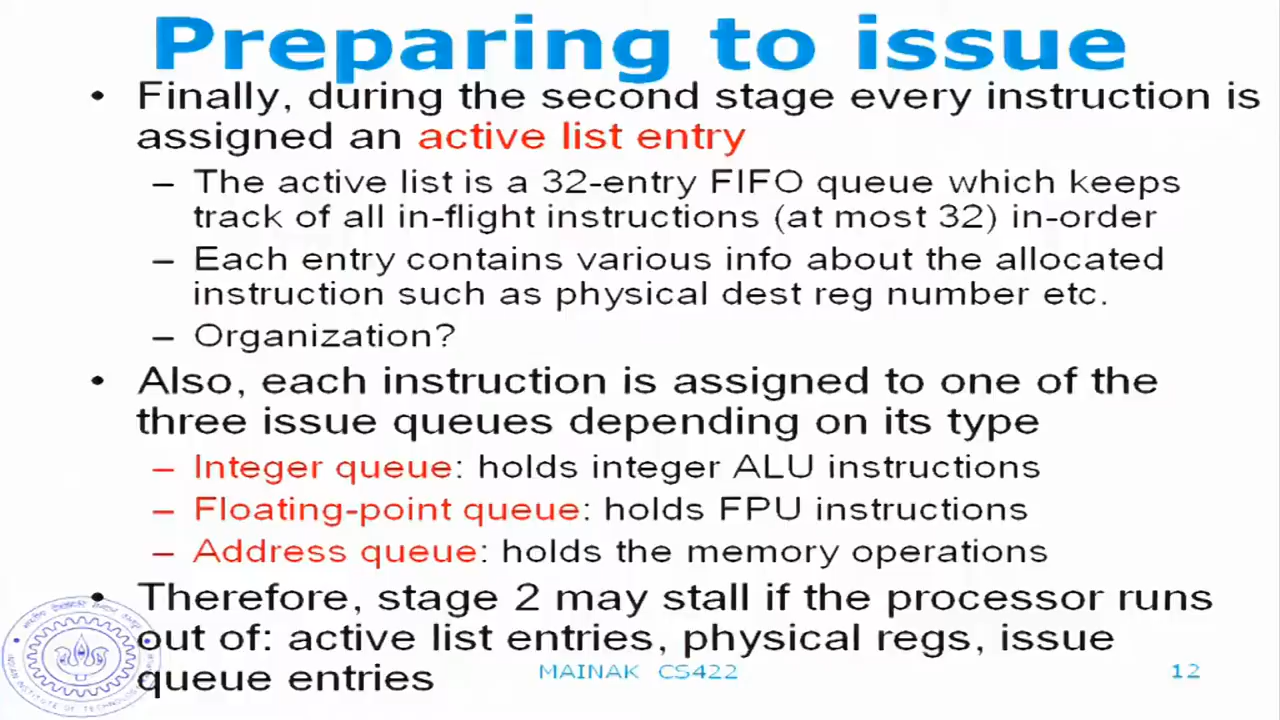 Preparing to issue
• Finally, during the second stage every instruction is
assigned an active list entry
– The active list is a 32-entry FIFO queue which keeps
track of all in-flight instructions (at most 32) in-order
– Each entry contains various info about the allocated
instruction such as physical dest reg number etc.
– Organization?
• Also, each instruction is assigned to one of the
three issue queues depending on its type
– Integer queue: holds integer ALU instructions
– Floating-point queue: holds FPU instructions
– Address queue: holds the memory operations
• Therefore, stage 2 may stall if the processor runs
out of: active list entries, physical regs, issue
queue entries
MAINAK CS422
12